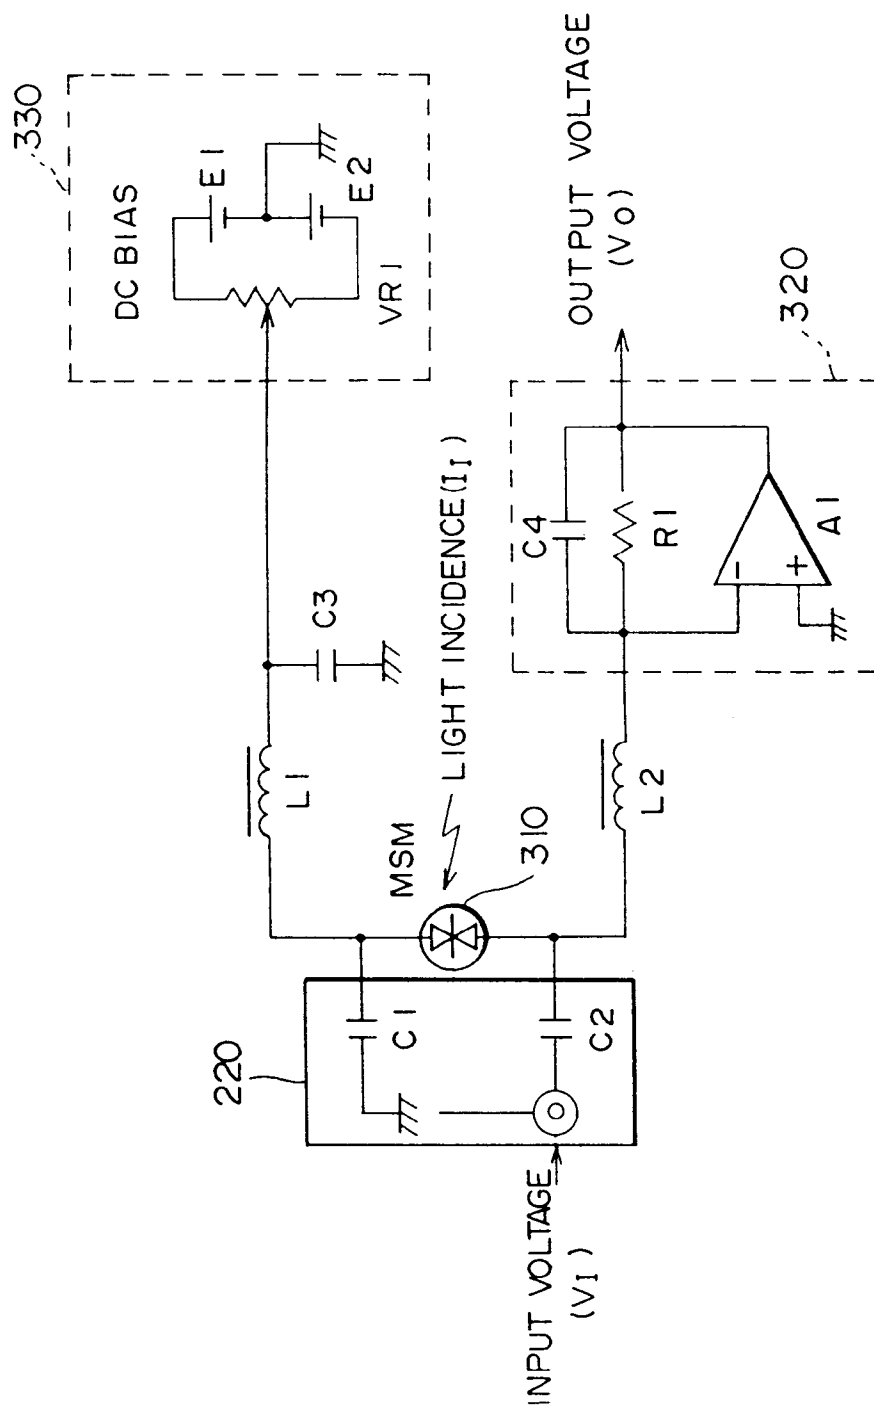 330
DC BIAS
E1
E2
VR1
C3
L1
MSM
LIGHT INCIDENCE(II)
310
220
C1
C2
INPUT VOLTAGE
(VI)
L2
C4
R1
A1
-
+
320
OUTPUT VOLTAGE
(VO)